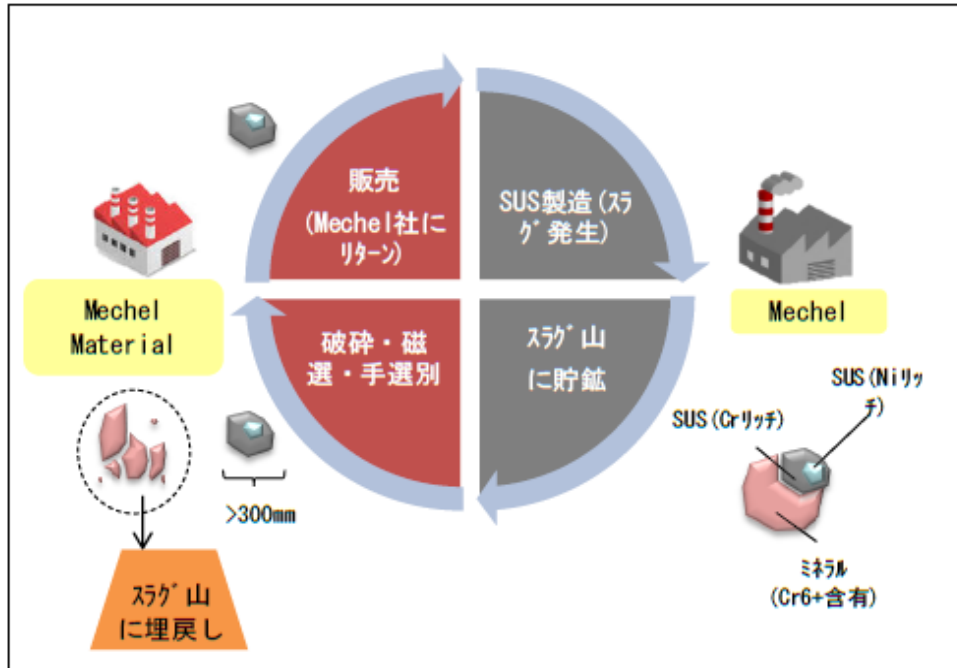 販売
(Mechel社に
ﾘﾀｰﾝ)
SUS製造(ｽﾗ
ｸﾞ発生)
Mechel
Material
破砕・磁
選・手選別
ｽﾗｸﾞ山
に貯鉱
Mechel
SUS(Niﾘｯ
ﾁ)
SUS(Crﾘｯﾁ)
>300mm
ﾐﾈﾗﾙ
(Cr6+含有)
ｽﾗｸﾞ山
に埋戻し